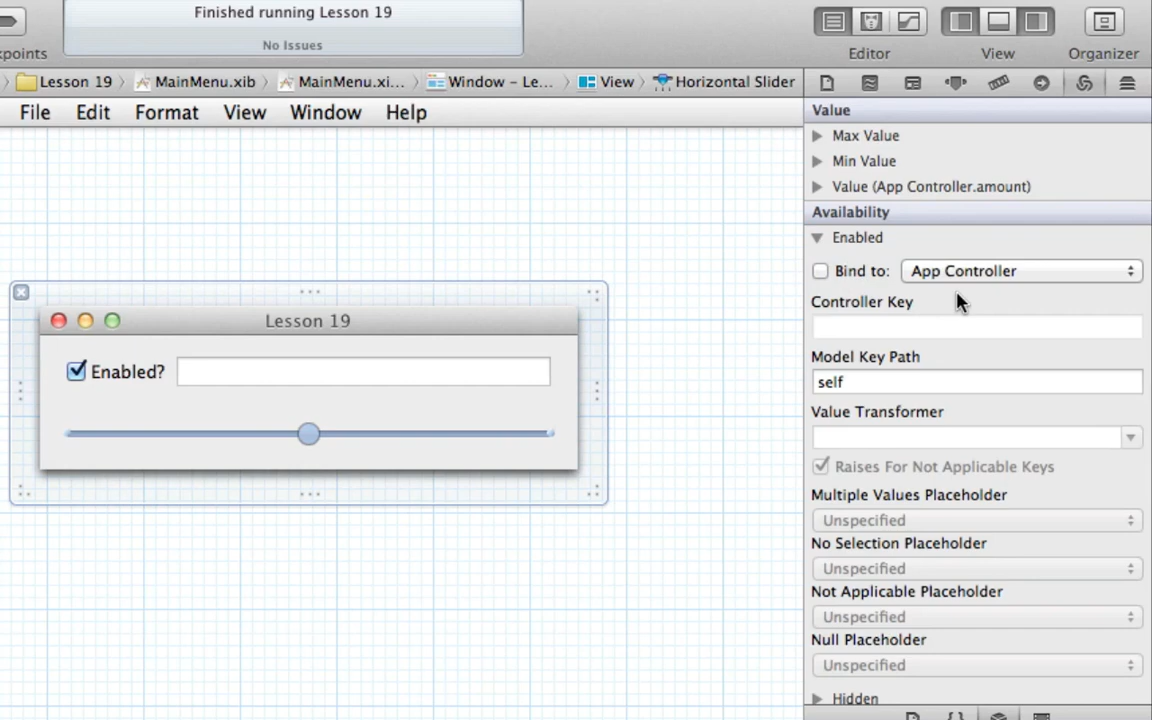 Finished running Lesson 19
No Issues
kpoints
Editor
View
Organizer
Lesson 19
MainMenu.xib
MainMenu.xi...
Window – Le...
View
Horizontal Slider
File Edit Format View Window Help
Value
Max Value
Min Value
Value (App Controller.amount)
Availability
Enabled
Bind to: App Controller
Controller Key
Model Key Path
self
Value Transformer
Raises For Not Applicable Keys
Multiple Values Placeholder
Unspecified
No Selection Placeholder
Unspecified
Not Applicable Placeholder
Unspecified
Null Placeholder
Unspecified
Hidden
Lesson 19
Enabled?